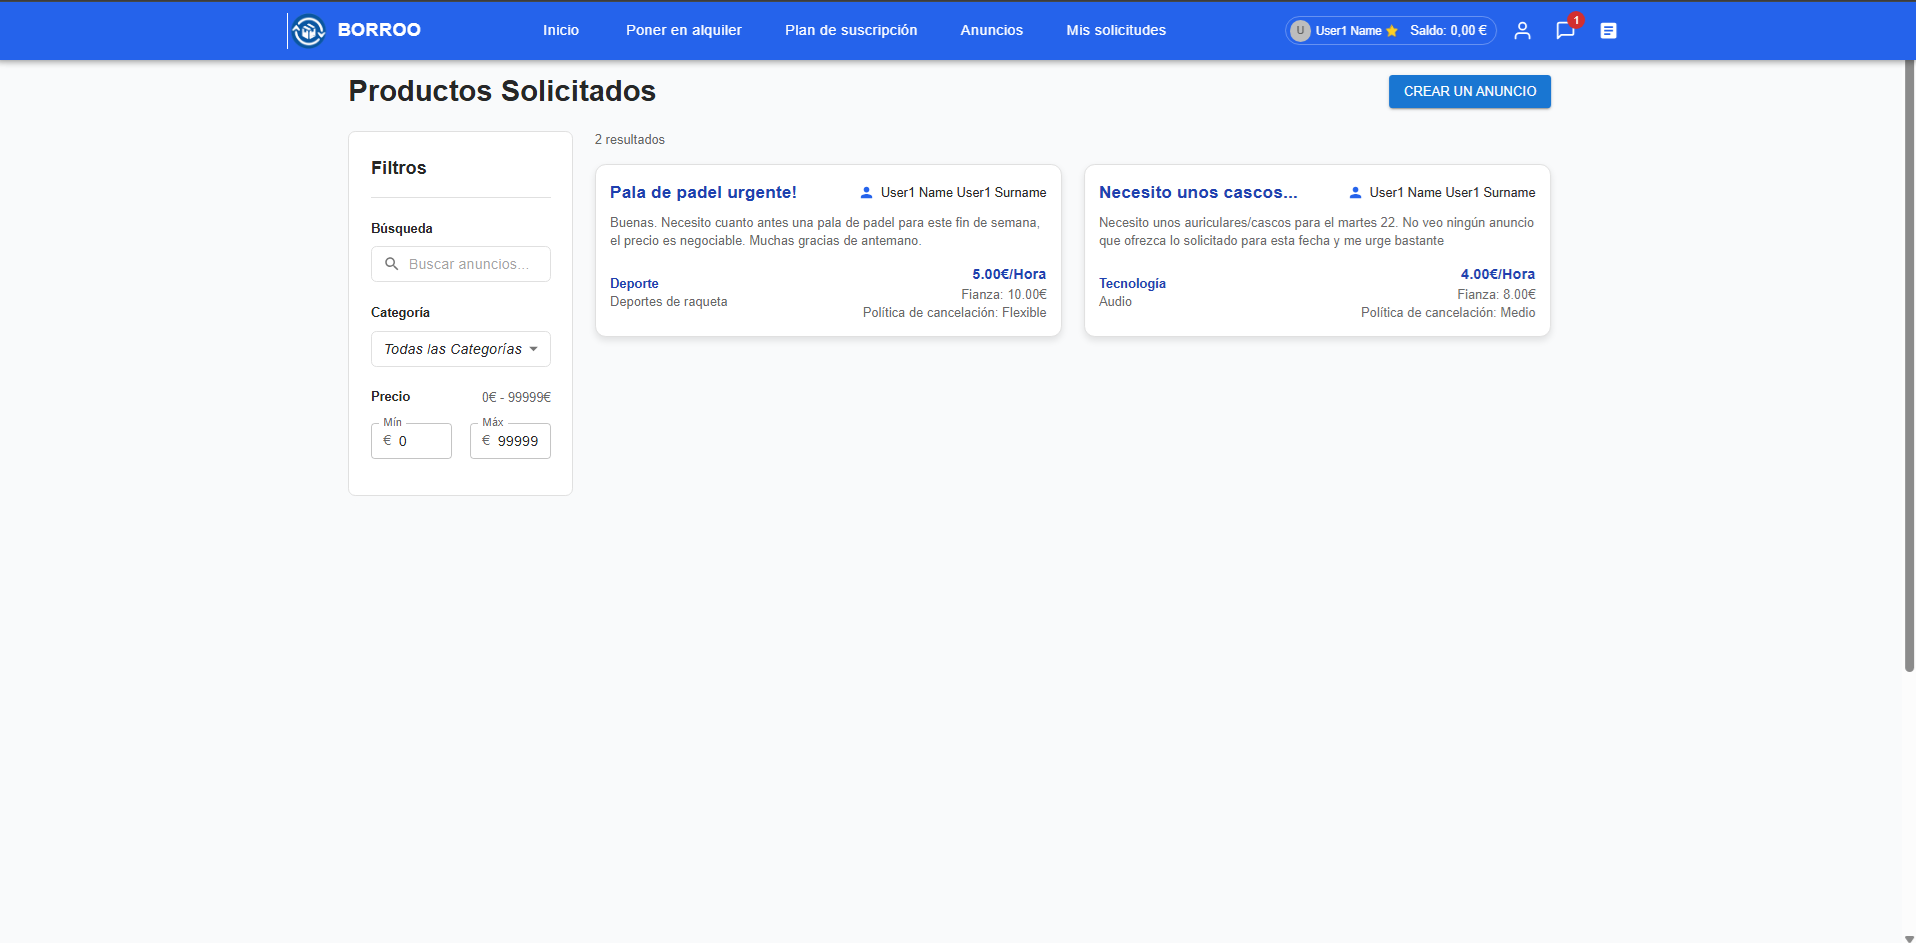 BORROO
Inicio
Poner en alquiler
Plan de suscripción
Anuncios
Mis solicitudes
U
User1 Name
Saldo: 0,00 €
1
Productos Solicitados
CREAR UN ANUNCIO
Filtros
Búsqueda
Buscar anuncios...
Categoría
Todas las Categorías
Precio
0€ - 99999€
Mín
€ 0
Máx
€ 99999
2 resultados
Pala de padel urgente!
User1 Name User1 Surname
Buenas. Necesito cuanto antes una pala de padel para este fin de semana,
el precio es negociable. Muchas gracias de antemano.
Deporte
Deportes de raqueta
5.00€/Hora
Fianza: 10.00€
Política de cancelación: Flexible
Necesito unos cascos...
User1 Name User1 Surname
Necesito unos auriculares/cascos para el martes 22. No veo ningún anuncio
que ofrezca lo solicitado para esta fecha y me urge bastante
Tecnología
Audio
4.00€/Hora
Fianza: 8.00€
Política de cancelación: Medio